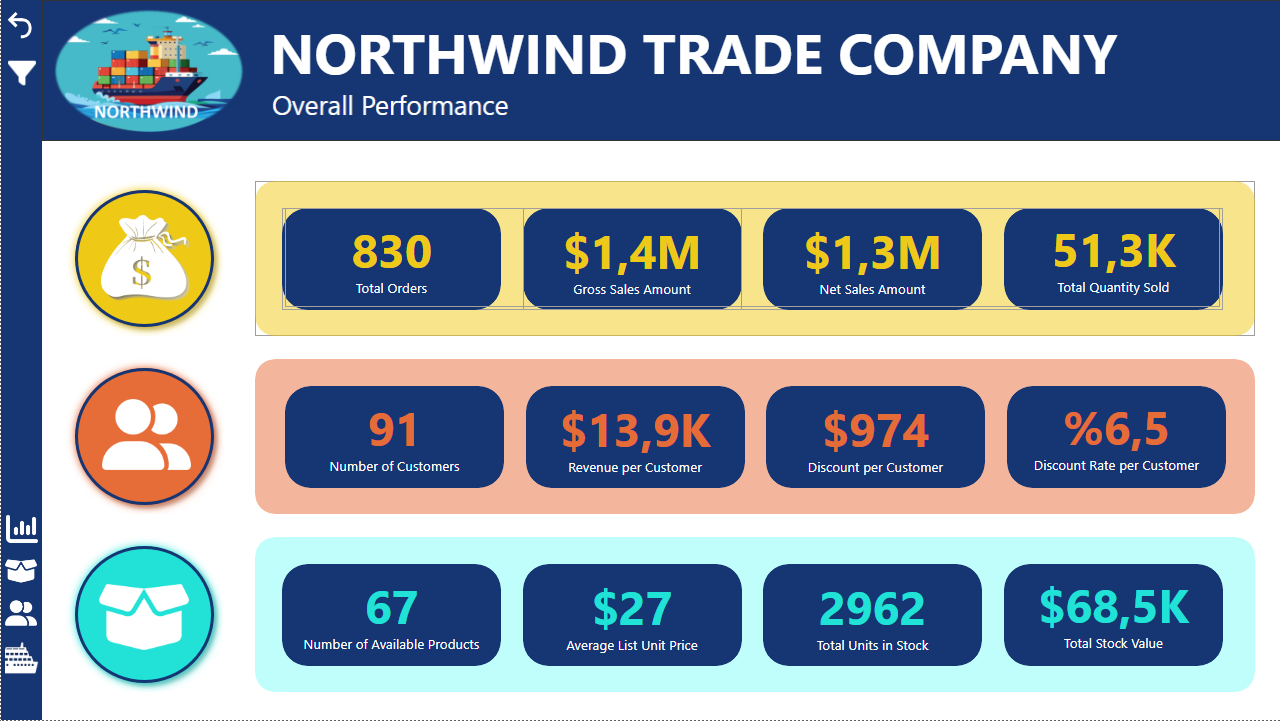 NORTHWIND
NORTHWIND TRADE COMPANY
Overall Performance
$
830
Total Orders
$1,4M
Gross Sales Amount
$1,3M
Net Sales Amount
51,3K
Total Quantity Sold
91
Number of Customers
$13,9K
Revenue per Customer
$974
Discount per Customer
%6,5
Discount Rate per Customer
67
Number of Available Products
$27
Average List Unit Price
2962
Total Units in Stock
$68,5K
Total Stock Value